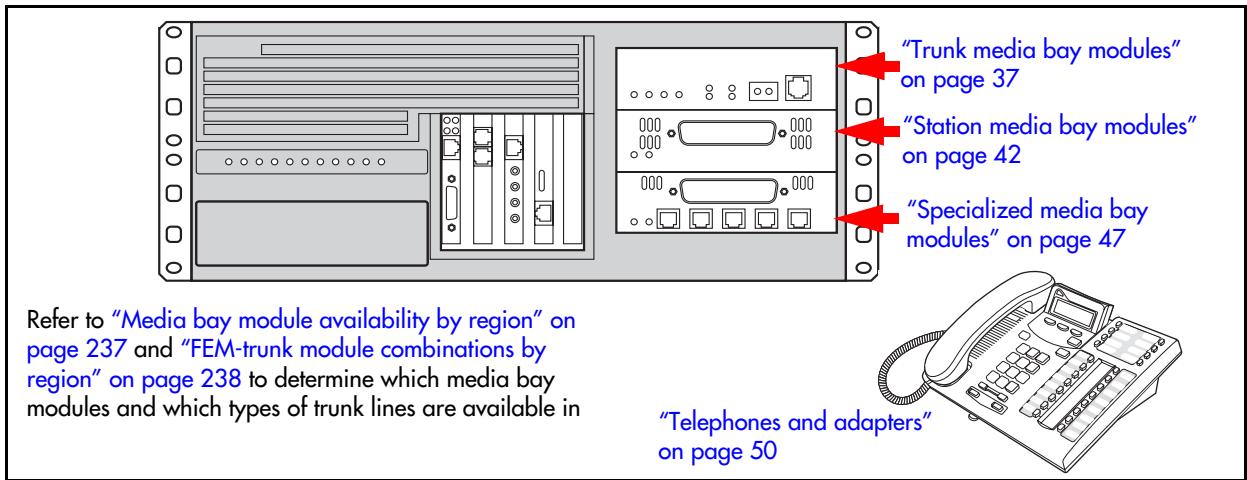 "Trunk media bay modules"
on page 37
"Station media bay modules"
on page 42
"Specialized media bay
modules" on page 47
Refer to "Media bay module availability by region" on
page 237 and "FEM-trunk module combinations by
region" on page 238 to determine which media bay
modules and which types of trunk lines are available in
"Telephones and adapters"
on page 50